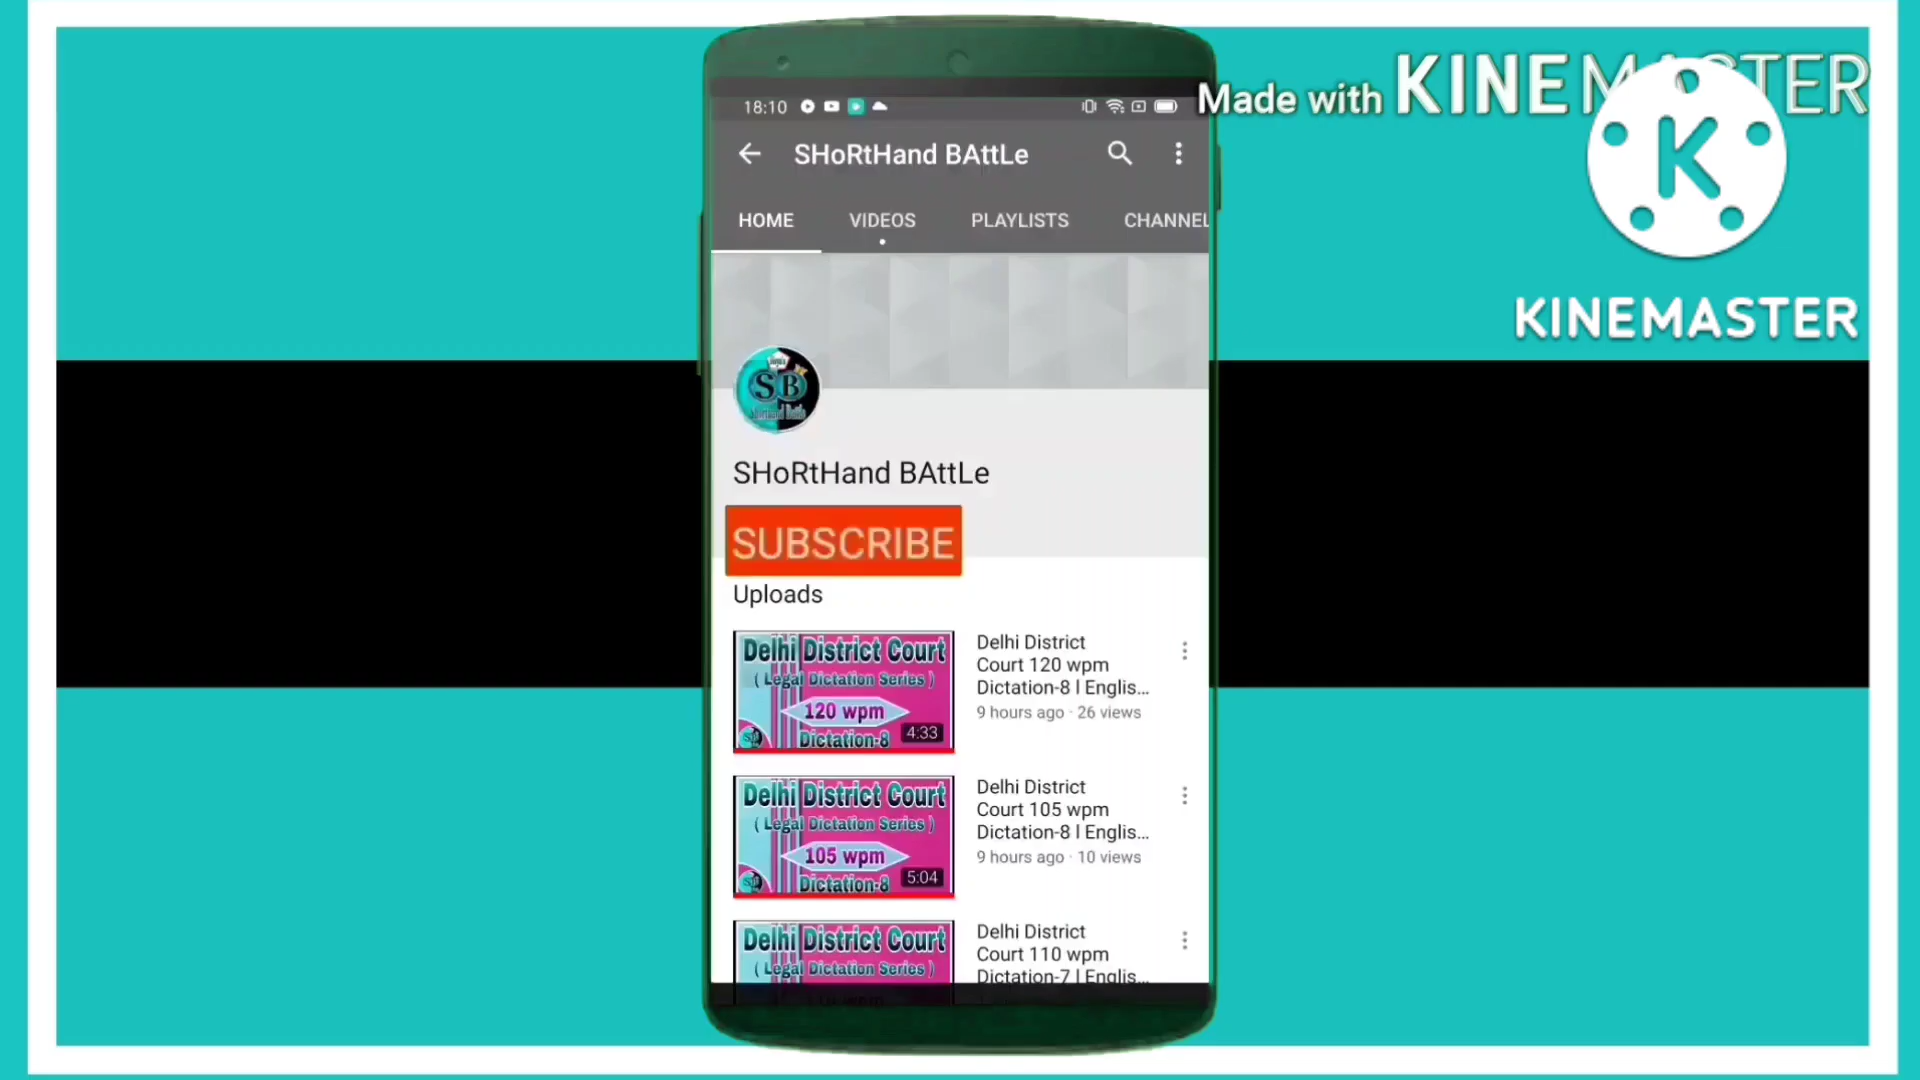 Made with KINEMASTER
K
KINEMASTER
18:10
SHoRtHand BAttLe
HOME VIDEOS PLAYLISTS CHANNEL
SB
SHoRtHand BAttLe
SUBSCRIBE
Uploads
Delhi District Court
( Legal Dictation Series )
120 wpm
Dictation-8
4:33
Delhi District
Court 120 wpm
Dictation-8 l Englis...
9 hours ago · 26 views
Delhi District Court
( Legal Dictation Series )
105 wpm
Dictation-8
5:04
Delhi District
Court 105 wpm
Dictation-8 l Englis...
9 hours ago · 10 views
Delhi District Court
( Legal Dictation Series )
Delhi District
Court 110 wpm
Dictation-7 l Englis...